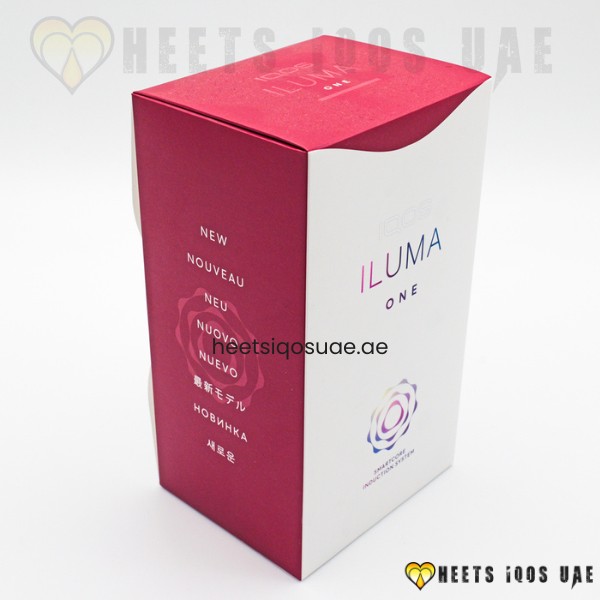 HEETS iQOS UAE
IQOS
ILUMA
ONE
NEW
NOUVEAU
NEU
NUOVO
NUEVO
最新モデル
НОВИНКА
새로운
heetsiqosuae.ae
IQOS
ILUMA
ONE
SMARTCORE
INDUCTION SYSTEM
HEETS iQOS UAE